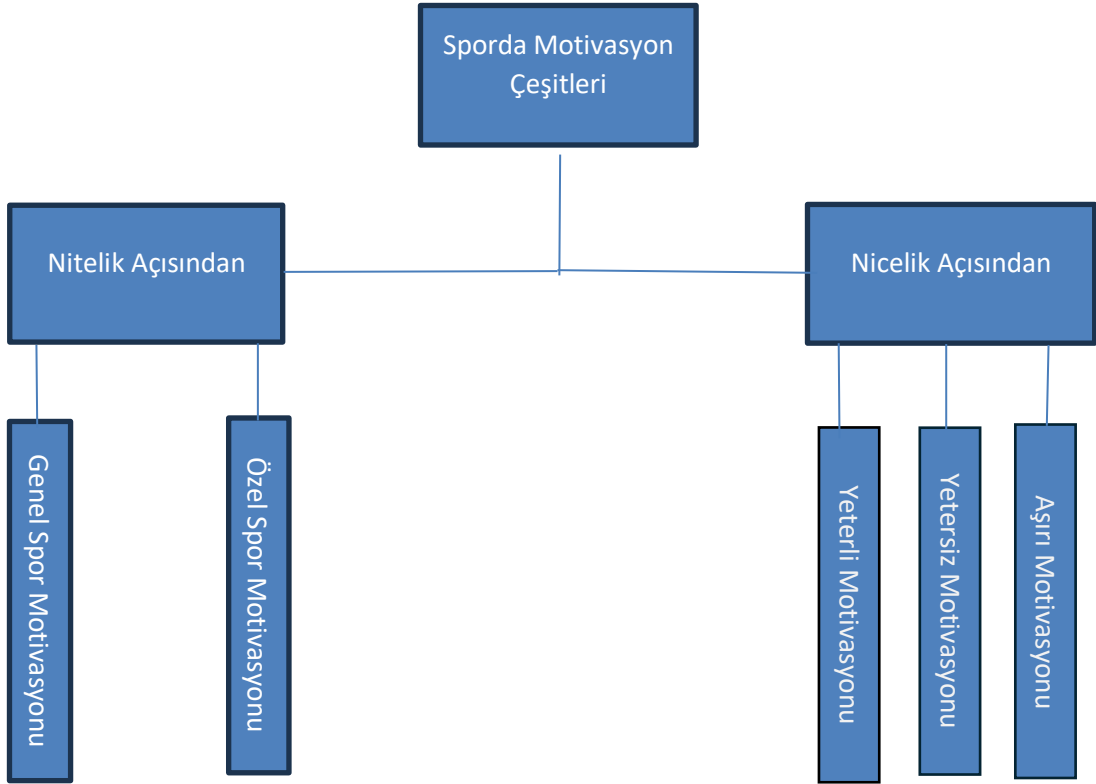 Sporda Motivasyon
Çeşitleri
Nitelik Açısından
Nicelik Açısından
Genel Spor Motivasyonu
Özel Spor Motivasyonu
Yeterli Motivasyonu
Yetersiz Motivasyonu
Aşırı Motivasyonu